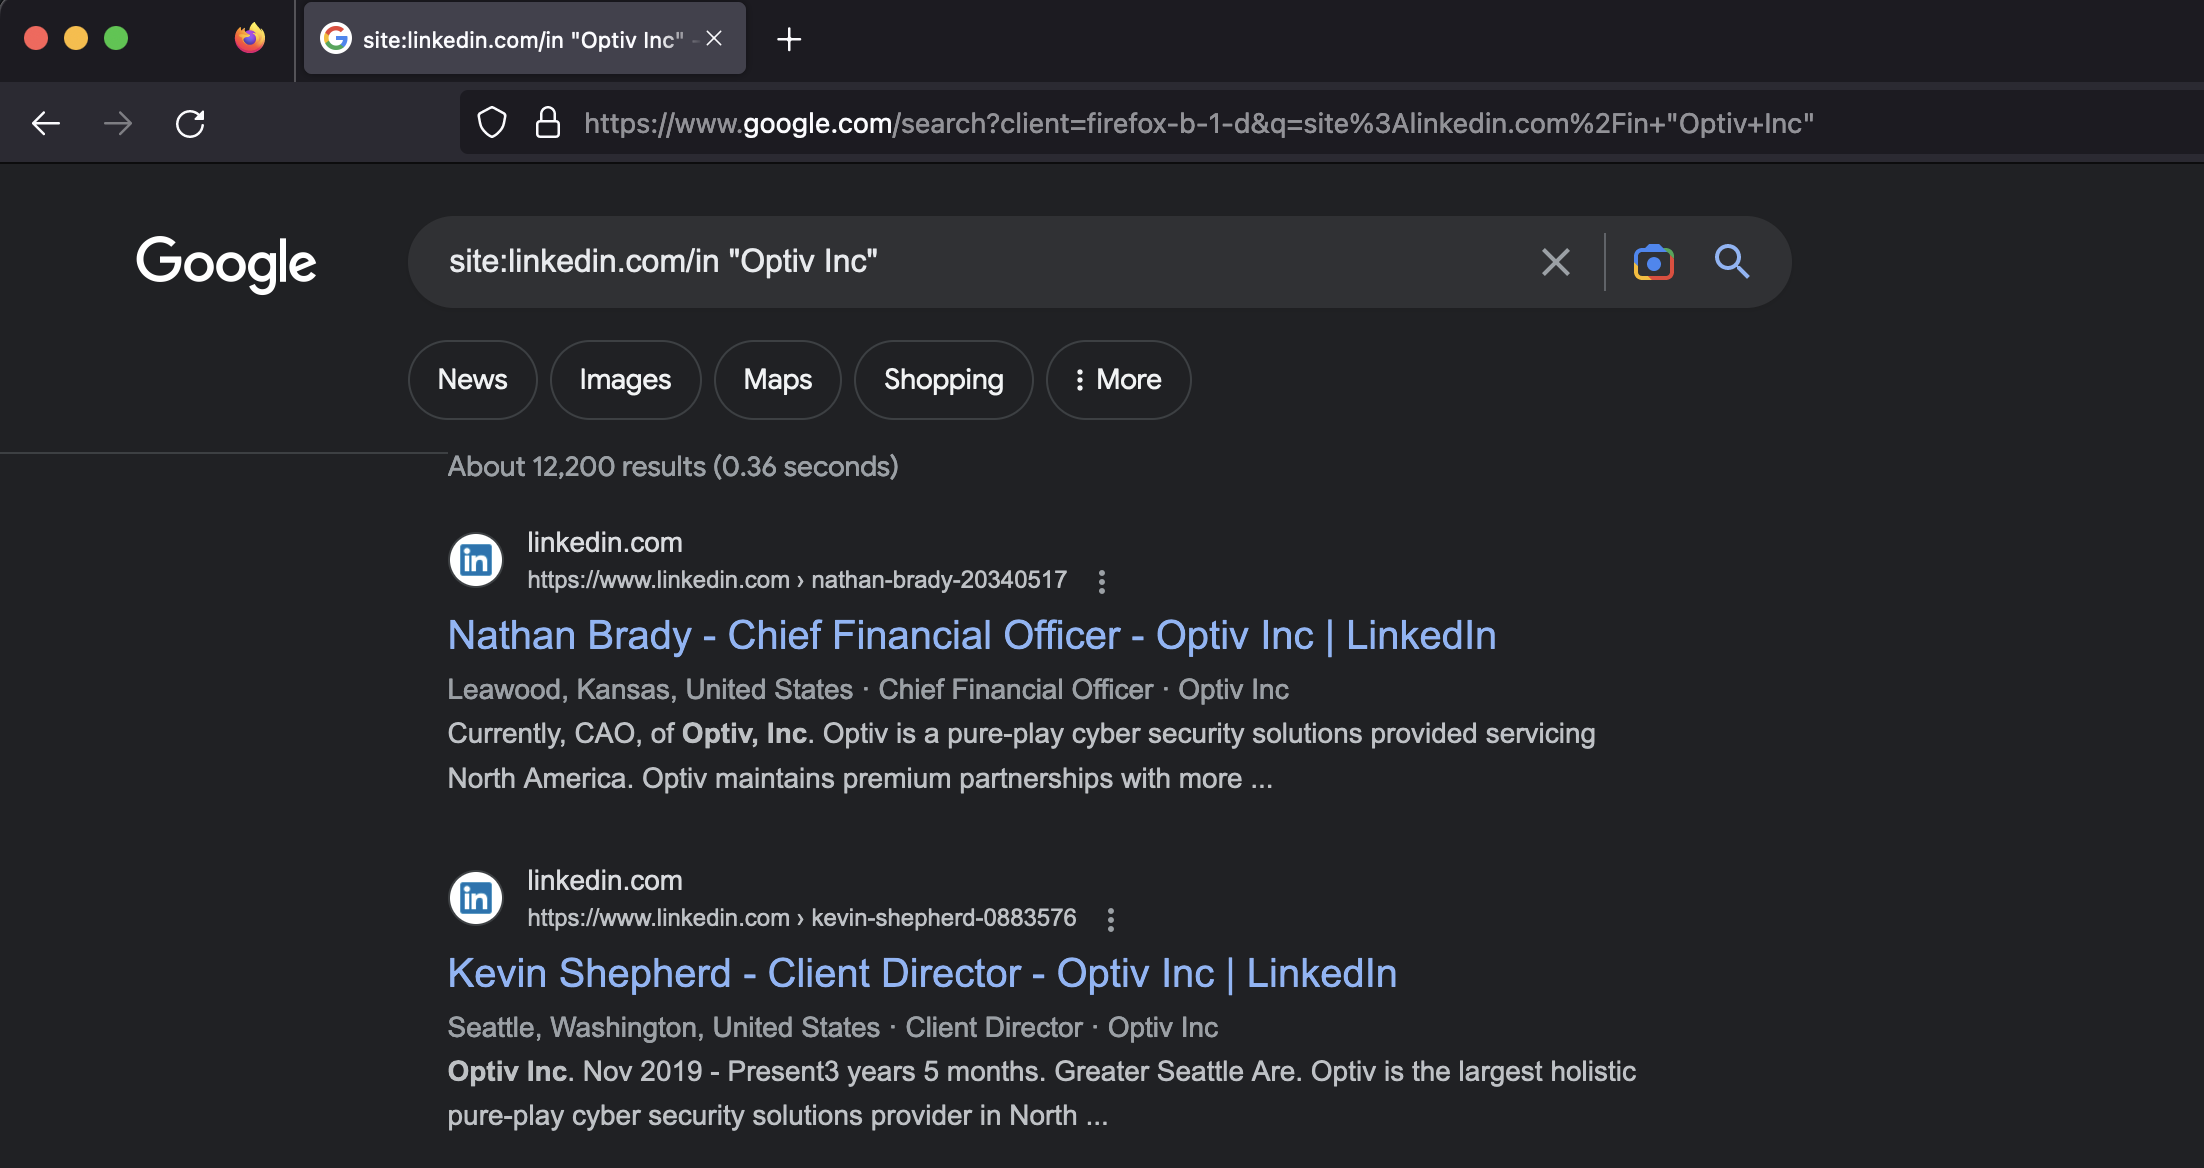 site:linkedin.com/in "Optiv Inc" -
https://www.google.com/search?client=firefox-b-1-d&q=site%3Alinkedin.com%2Fin+"Optiv+Inc"
Google
site:linkedin.com/in "Optiv Inc"
News Images Maps Shopping More
About 12,200 results (0.36 seconds)
in
linkedin.com
https://www.linkedin.com › nathan-brady-20340517
Nathan Brady - Chief Financial Officer - Optiv Inc | LinkedIn
Leawood, Kansas, United States · Chief Financial Officer · Optiv Inc
Currently, CAO, of Optiv, Inc. Optiv is a pure-play cyber security solutions provided servicing
North America. Optiv maintains premium partnerships with more ...
in
linkedin.com
https://www.linkedin.com › kevin-shepherd-0883576
Kevin Shepherd - Client Director - Optiv Inc | LinkedIn
Seattle, Washington, United States · Client Director · Optiv Inc
Optiv Inc. Nov 2019 - Present3 years 5 months. Greater Seattle Are. Optiv is the largest holistic
pure-play cyber security solutions provider in North ...